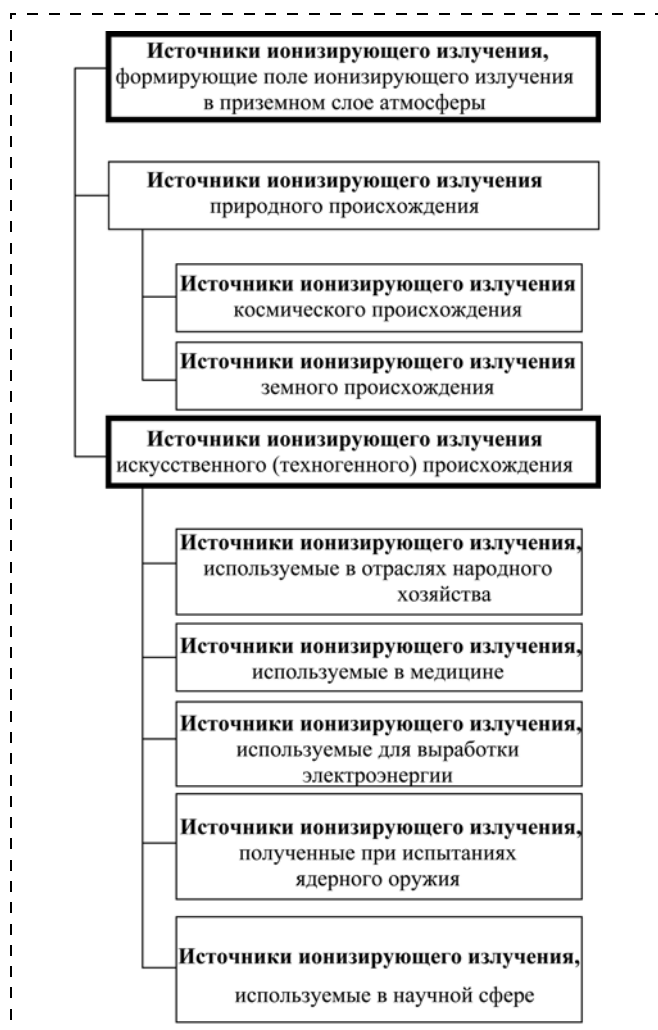 Источники ионизирующего излучения,
формирующие поле ионизирующего излучения
в приземном слое атмосферы
Источники ионизирующего излучения
природного происхождения
Источники ионизирующего излучения
космического происхождения
Источники ионизирующего излучения
земного происхождения
Источники ионизирующего излучения
искусственного (техногенного) происхождения
Источники ионизирующего излучения,
используемые в отраслях народного
хозяйства
Источники ионизирующего излучения,
используемые в медицине
Источники ионизирующего излучения,
используемые для выработки
электроэнергии
Источники ионизирующего излучения,
полученные при испытаниях
ядерного оружия
Источники ионизирующего излучения,
используемые в научной сфере